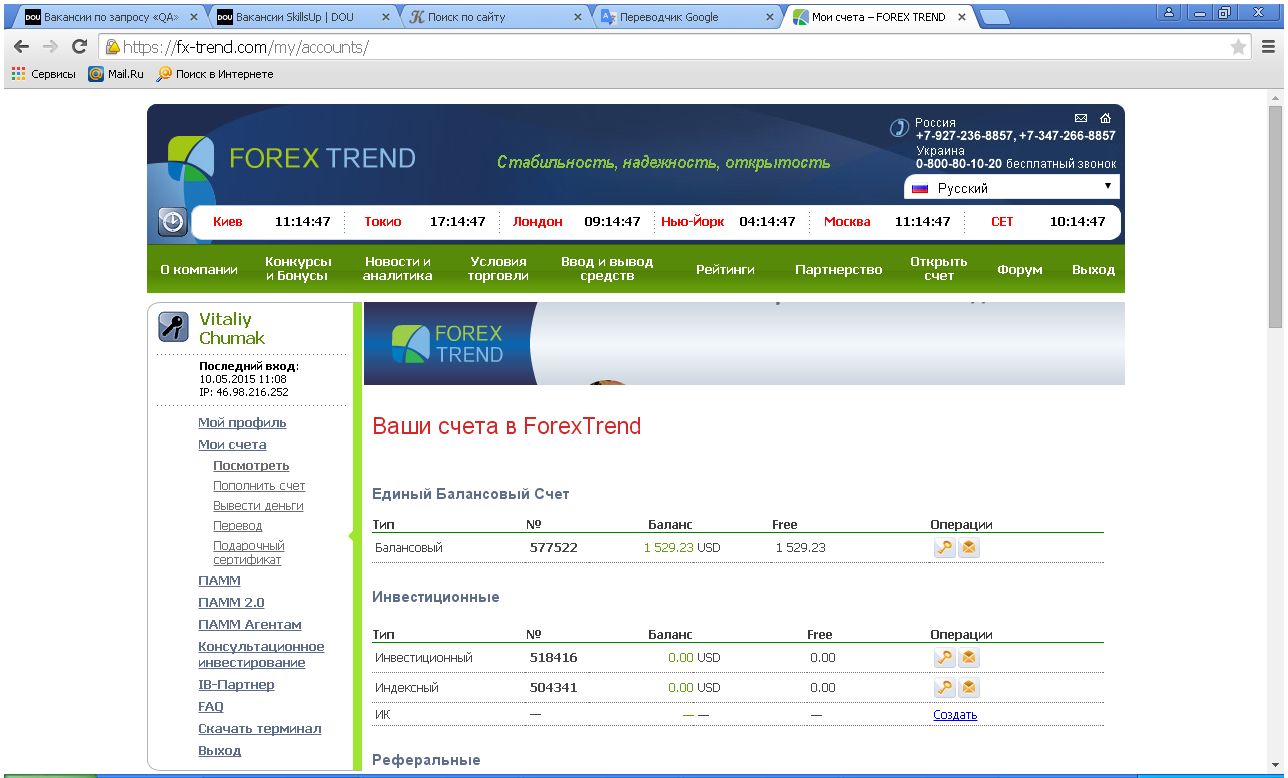 Вакансии по запросу «QA»
Вакансии SkillsUp | DOU
Поиск по сайту
Переводчик Google
Мои счета – FOREX TREND
https://fx-trend.com/my/accounts/
Сервисы
Mail.Ru
Поиск в Интернете
FOREX TREND
Стабильность, надежность, открытость
Россия
+7-927-236-8857, +7-347-266-8857
Украина
0-800-80-10-20 бесплатный звонок
Русский
Киев 11:14:47 Токио 17:14:47 Лондон 09:14:47 Нью-Йорк 04:14:47 Москва 11:14:47 CET 10:14:47
О компании
Конкурсы
и Бонусы
Новости и
аналитика
Условия
торговли
Ввод и вывод
средств
Рейтинги
Партнерство
Открыть
счет
Форум
Выход
Vitaliy
Chumak
Последний вход:
10.05.2015 11:08
IP: 46.98.216.252
Мой профиль
Мои счета
Посмотреть
Пополнить счет
Вывести деньги
Перевод
Подарочный
сертификат
ПАММ
ПАММ 2.0
ПАММ Агентам
Консультационное
инвестирование
IB-Партнер
FAQ
Скачать терминал
Выход
FOREX
TREND
Ваши счета в ForexTrend
Единый Балансовый Счет
Тип № Баланс Free Операции
Балансовый 577522 1 529.23 USD 1 529.23
Инвестиционные
Тип № Баланс Free Операции
Инвестиционный 518416 0.00 USD 0.00
Индексный 504341 0.00 USD 0.00
ИК — — — — Создать
Реферальные